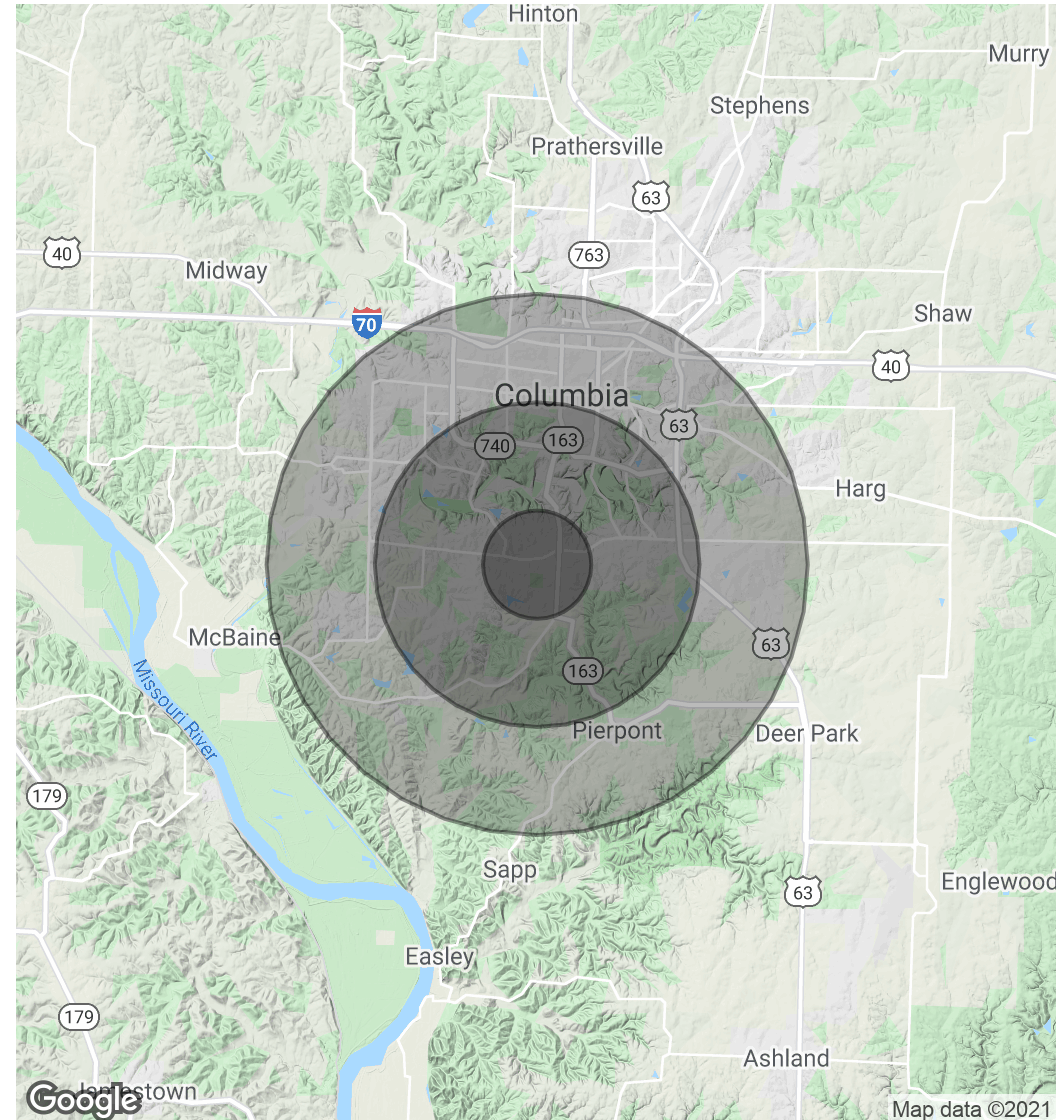 Hinton
Murry
Stephens
Prathersville
63
40
763
Midway
Shaw
70
40
Columbia
63
740
163
Harg
McBaine
63
Missouri River
163
Pierpont
Deer Park
179
Sapp
Englewood
63
Easley
179
Ashland
Jamestown
Google
Map data ©2021